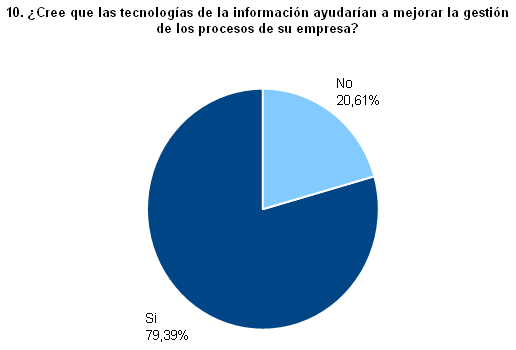 10. ¿Cree que las tecnologías de la información ayudarían a mejorar la gestión
de los procesos de su empresa?
No
20,61%
Si
79,39%